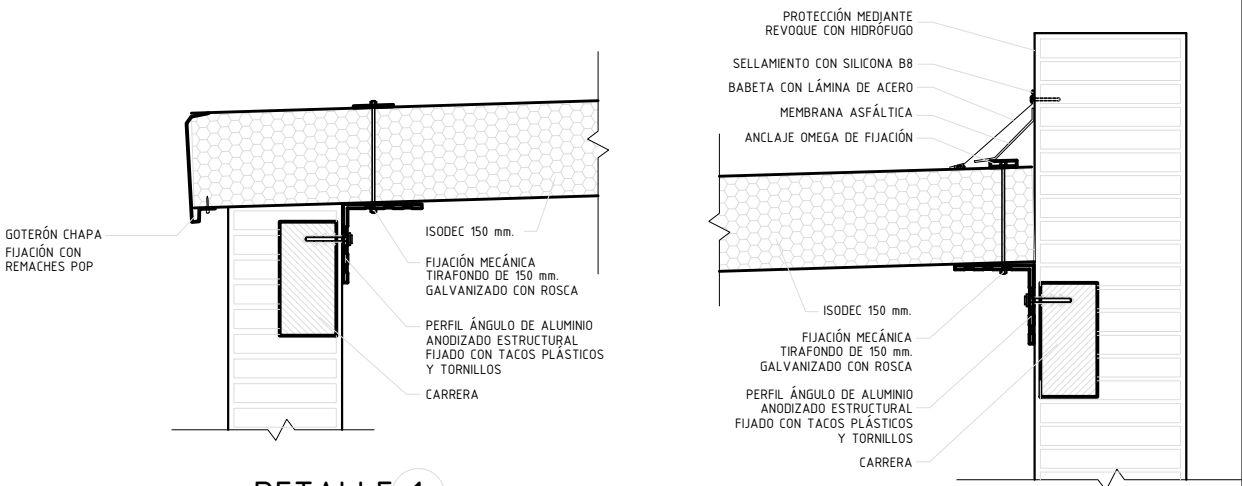 GOTERÓN CHAPA
FIJACIÓN CON
REMACHES POP
ISODEC 150 mm.
FIJACIÓN MECÁNICA
TIRAFONDO DE 150 mm.
GALVANIZADO CON ROSCA
PERFIL ÁNGULO DE ALUMINIO
ANODIZADO ESTRUCTURAL
FIJADO CON TACOS PLÁSTICOS
Y TORNILLOS
CARRERA
DETALLE 1
PROTECCIÓN MEDIANTE
REVOQUE CON HIDRÓFUGO
SELLAMIENTO CON SILICONA B8
BABETA CON LÁMINA DE ACERO
MEMBRANA ASFÁLTICA
ANCLAJE OMEGA DE FIJACIÓN
ISODEC 150 mm.
FIJACIÓN MECÁNICA
TIRAFONDO DE 150 mm.
GALVANIZADO CON ROSCA
PERFIL ÁNGULO DE ALUMINIO
ANODIZADO ESTRUCTURAL
FIJADO CON TACOS PLÁSTICOS
Y TORNILLOS
CARRERA